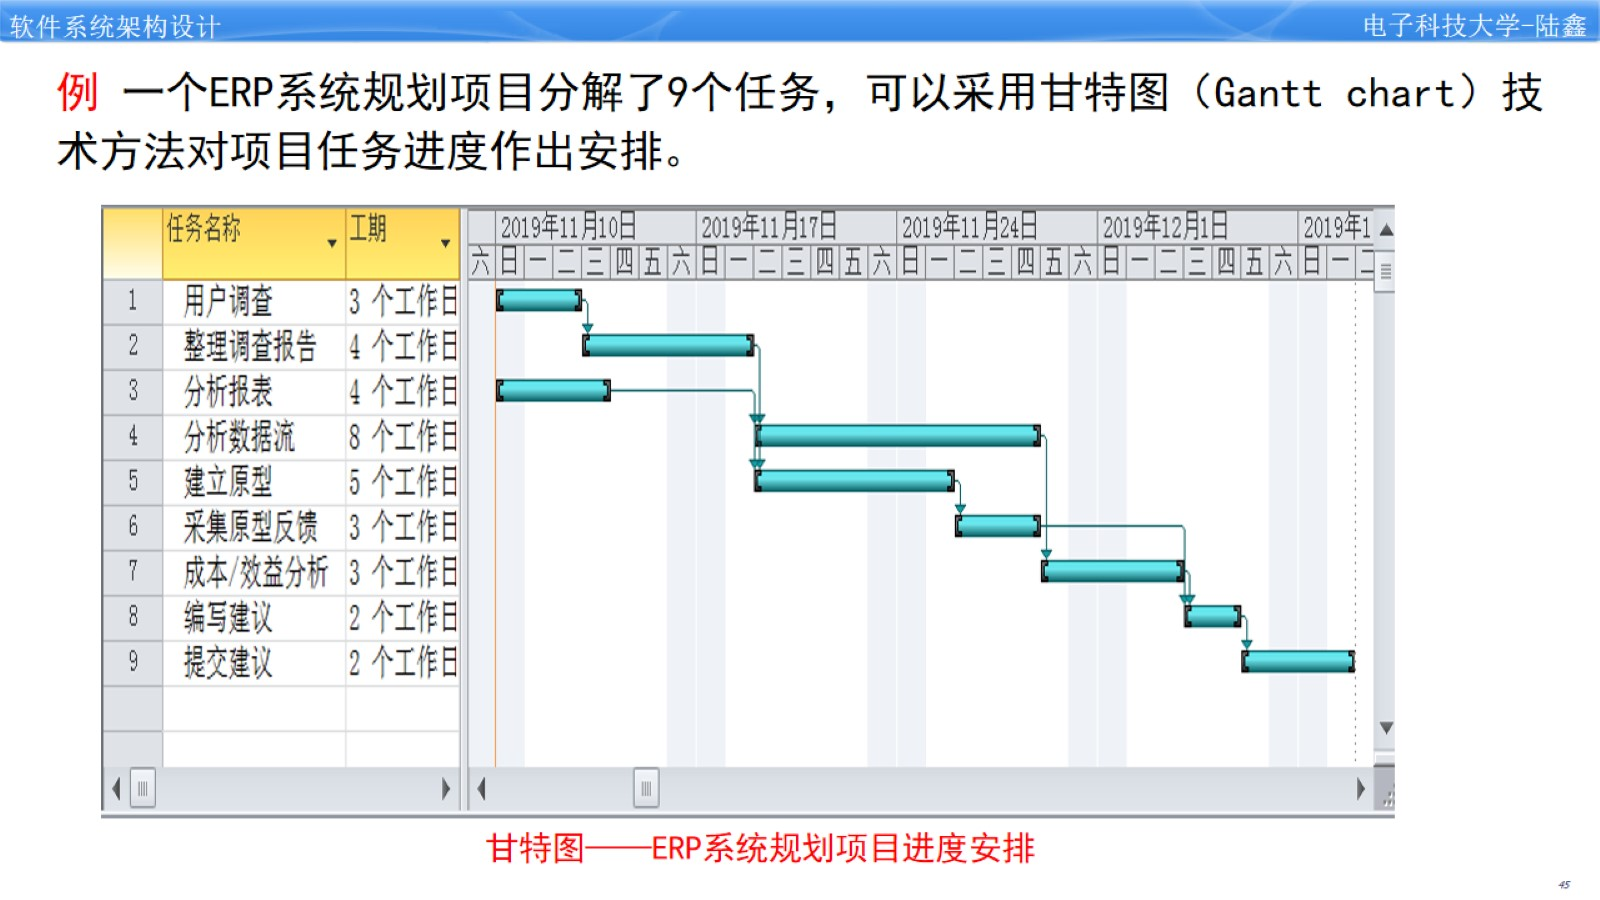 软件系统架构设计
电子科技大学-陆鑫
例 一个ERP系统规划项目分解了9个任务，可以采用甘特图（Gantt chart）技
术方法对项目任务进度作出安排。
任务名称 工期
2019年11月10日 2019年11月17日 2019年11月24日 2019年12月1日 2019年1
六 日 一 二 三 四 五 六 日 一 二 三 四 五 六 日 一 二 三 四 五 六 日 一 二 三 四 五 六 日 一 二
1 用户调查 3 个工作日
2 整理调查报告 4 个工作日
3 分析报表 4 个工作日
4 分析数据流 8 个工作日
5 建立原型 5 个工作日
6 采集原型反馈 3 个工作日
7 成本/效益分析 3 个工作日
8 编写建议 2 个工作日
9 提交建议 2 个工作日
甘特图——ERP系统规划项目进度安排
45